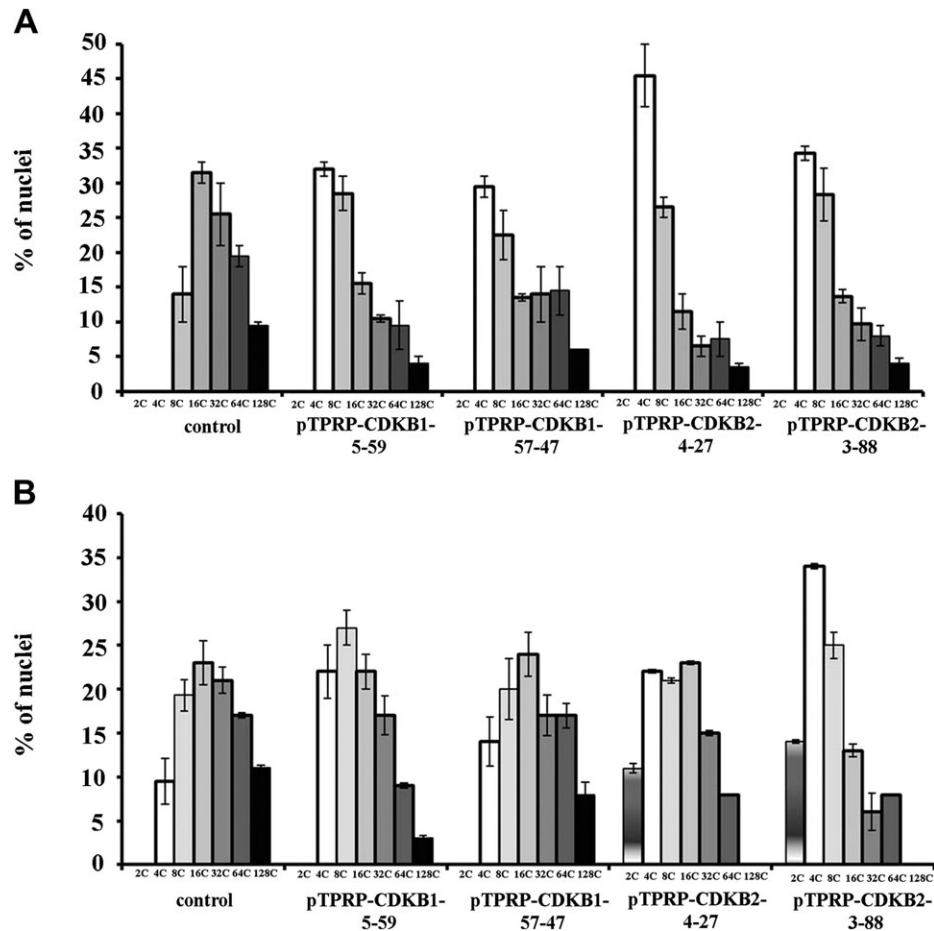 A
50
45
40
35
30
25
20
15
10
5
0
% of nuclei
2C 4C 8C 16C 32C 64C 128C 2C 4C 8C 16C 32C 64C 128C 2C 4C 8C 16C 32C 64C 128C 2C 4C 8C 16C 32C 64C 128C 2C 4C 8C 16C 32C 64C 128C
control pTPRP-CDKB1- pTPRP-CDKB1- pTPRP-CDKB2- pTPRP-CDKB2-
5-59 57-47 4-27 3-88
B
40
35
30
25
20
15
10
5
0
% of nuclei
2C 4C 8C 16C 32C 64C 128C 2C 4C 8C 16C 32C 64C 128C 2C 4C 8C 16C 32C 64C 128C 2C 4C 8C 16C 32C 64C 128C 2C 4C 8C 16C 32C 64C 128C
control pTPRP-CDKB1- pTPRP-CDKB1- pTPRP-CDKB2- pTPRP-CDKB2-
5-59 57-47 4-27 3-88